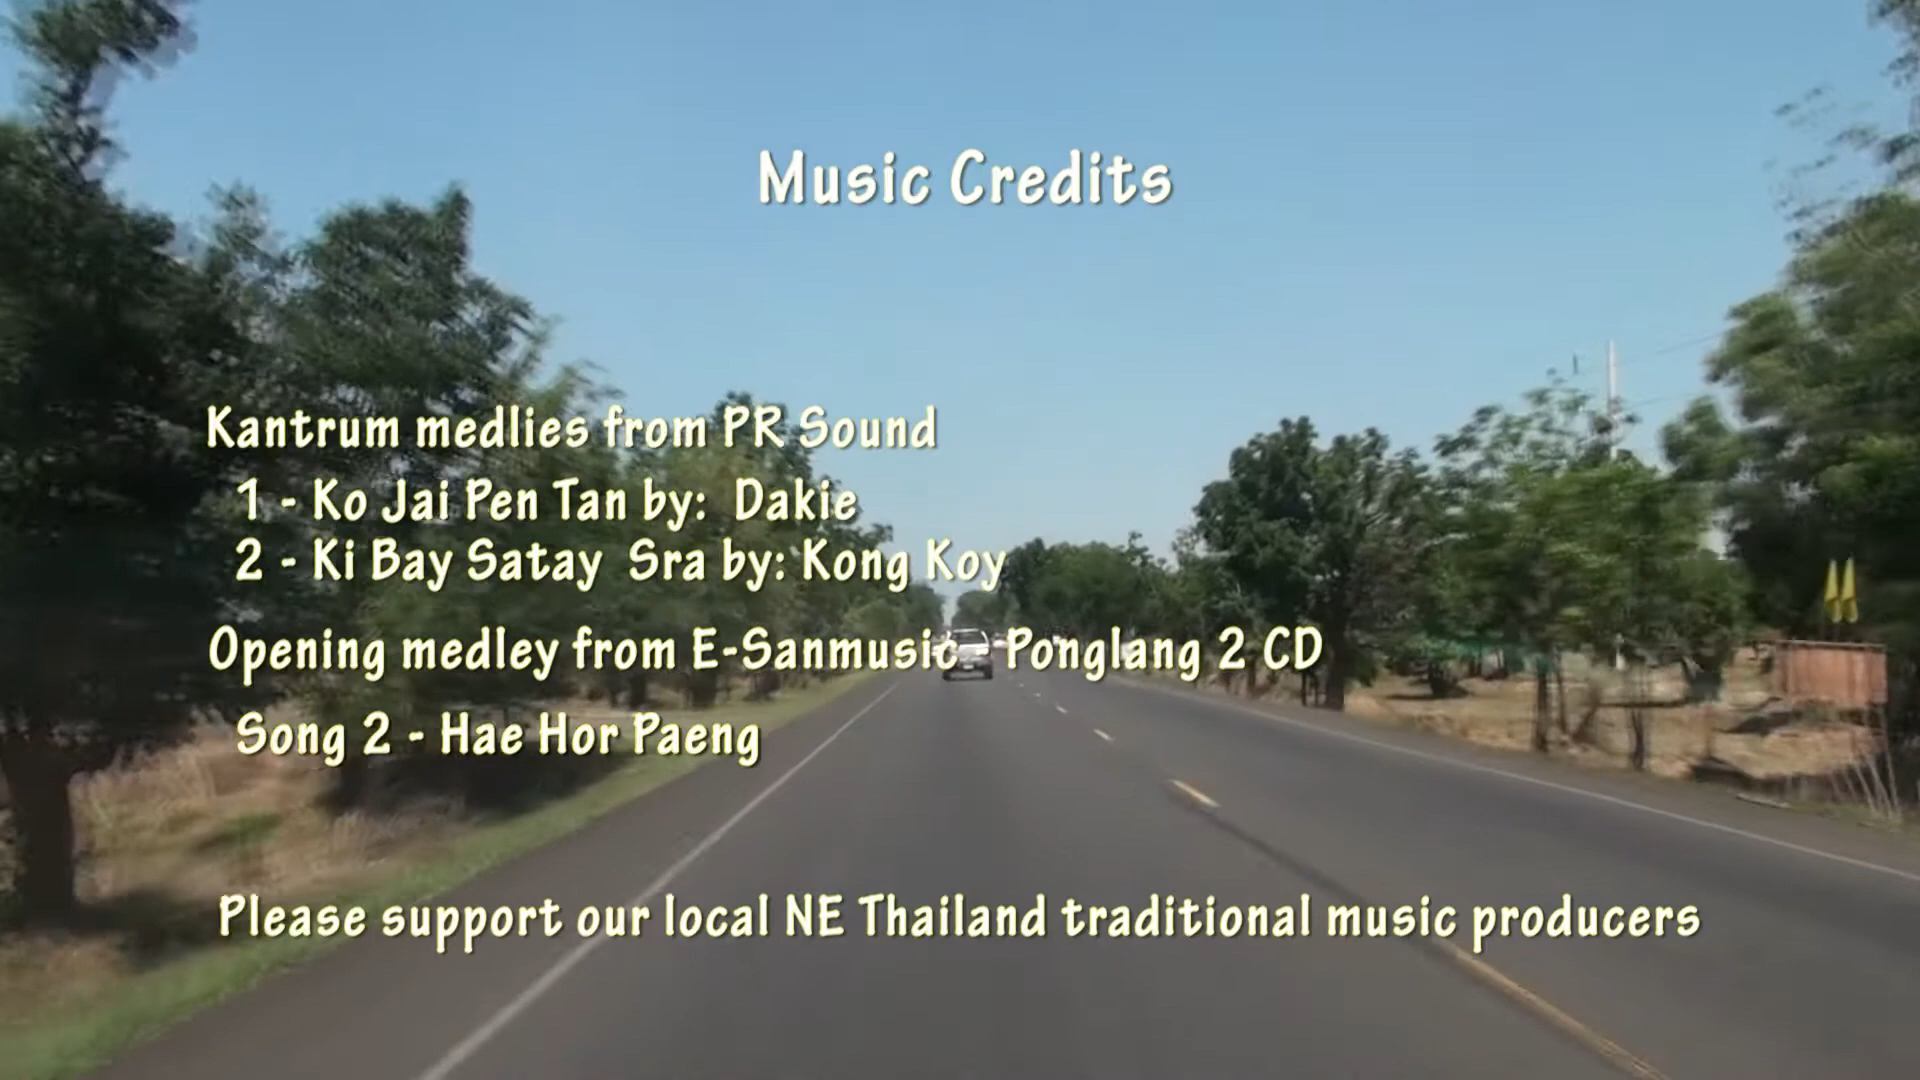 Music Credits
Kantrum medlies from PR Sound
1 - Ko Jai Pen Tan by: Dakie
2 - Ki Bay Satay Sra by: Kong Koy
Opening medley from E-Sanmusic - Ponglang 2 CD
Song 2 - Hae Hor Paeng
Please support our local NE Thailand traditional music producers